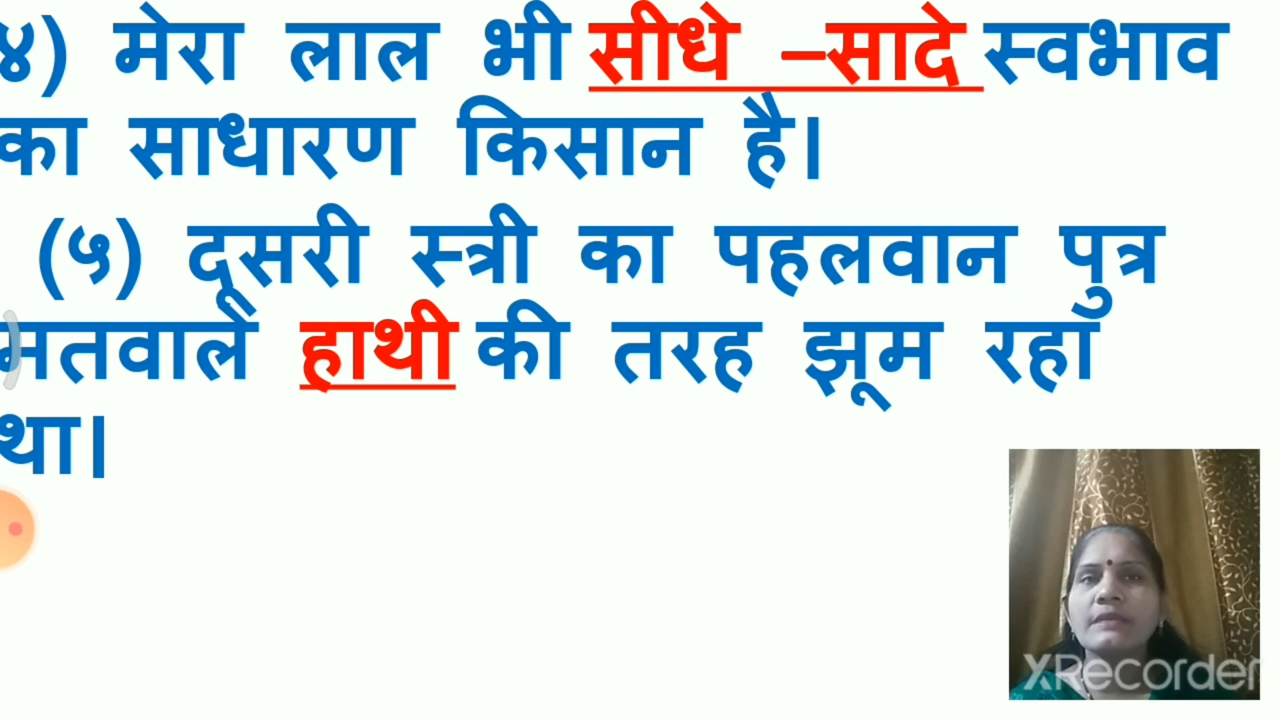 ४) मेरा लाल भी सीधे –सादे स्वभाव
का साधारण किसान है।
(५) दूसरी स्त्री का पहलवान पुत्र
मतवाले हाथी की तरह झूम रहा
था।
XRecorder